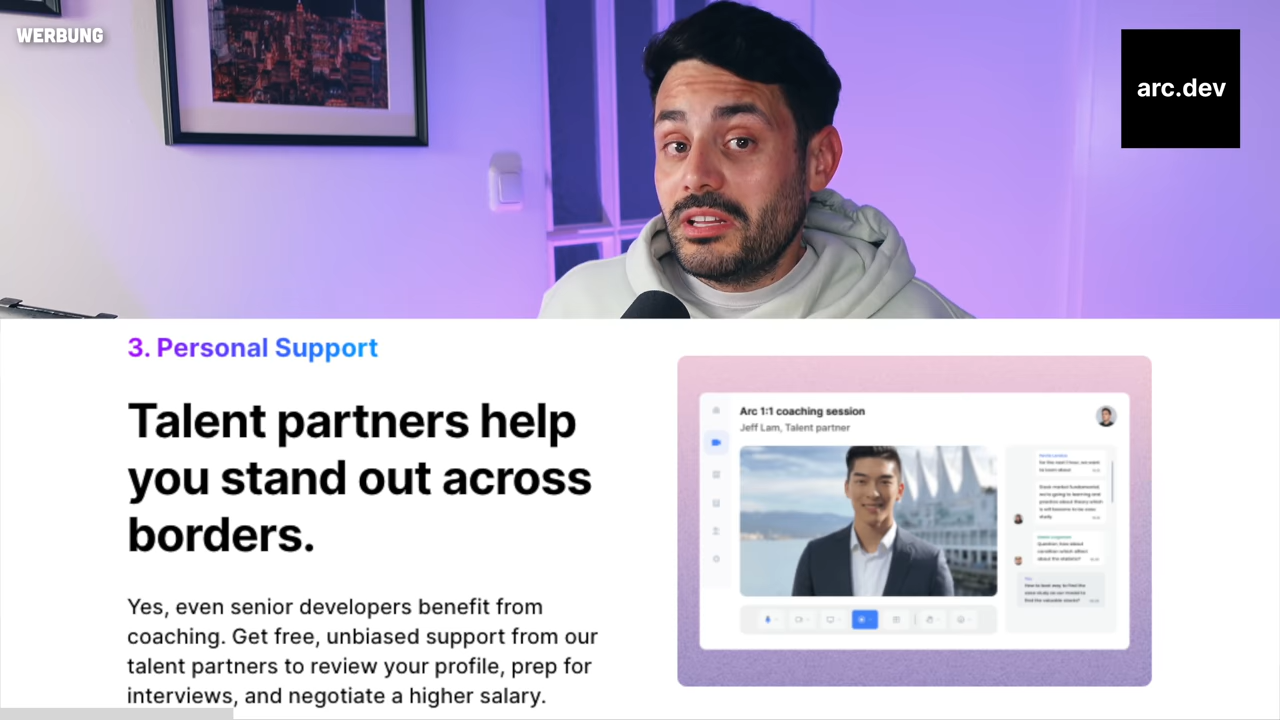 WERBUNG
arc.dev
3. Personal Support
Talent partners help
you stand out across
borders.
Yes, even senior developers benefit from
coaching. Get free, unbiased support from our
talent partners to review your profile, prep for
interviews, and negotiate a higher salary.
Arc 1:1 coaching session
Jeff Lam, Talent partner